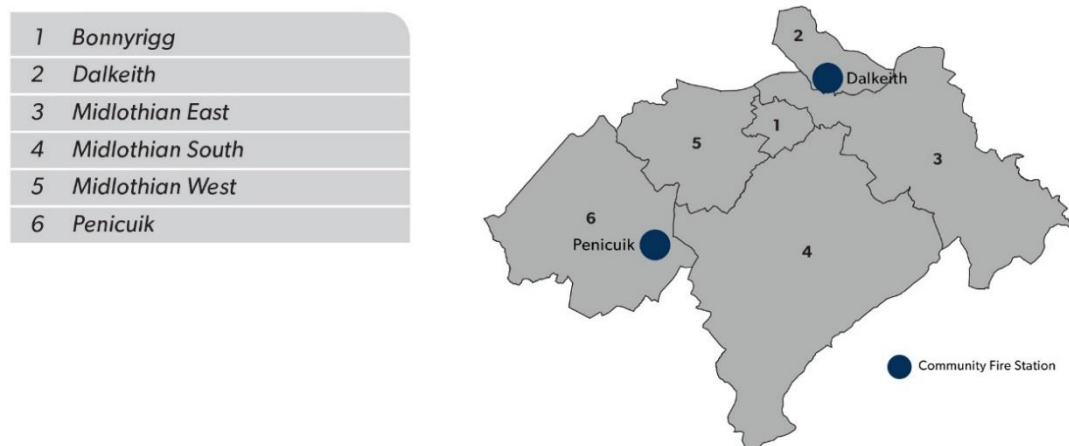 1 Bonnyrigg
2 Dalkeith
3 Midlothian East
4 Midlothian South
5 Midlothian West
6 Penicuik
2
Dalkeith
1
5
3
6
Penicuik
4
Community Fire Station